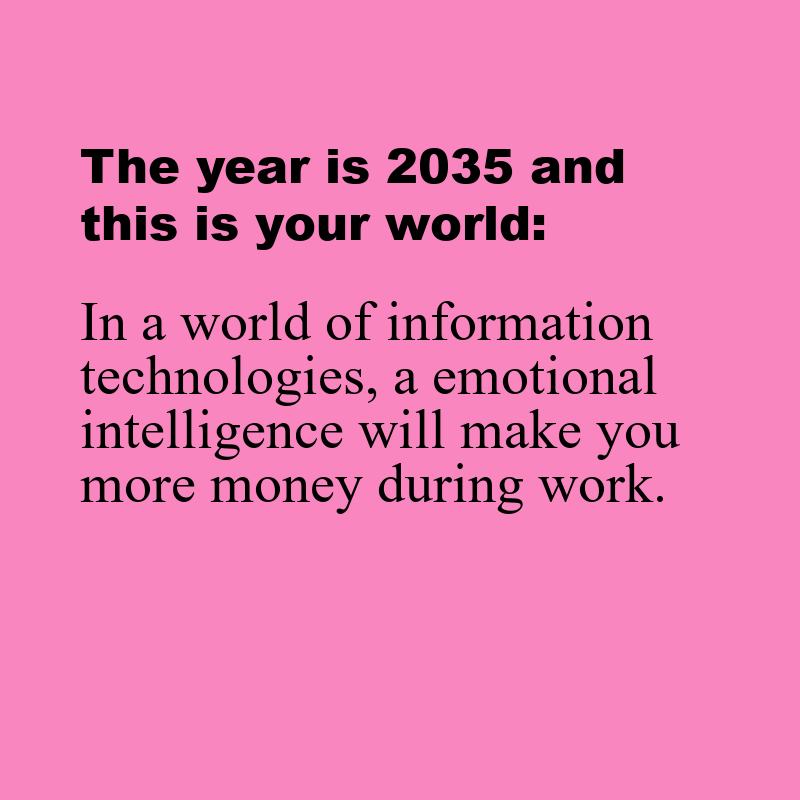 The year is 2035 and
this is your world:
In a world of information
technologies, a emotional
intelligence will make you
more money during work.